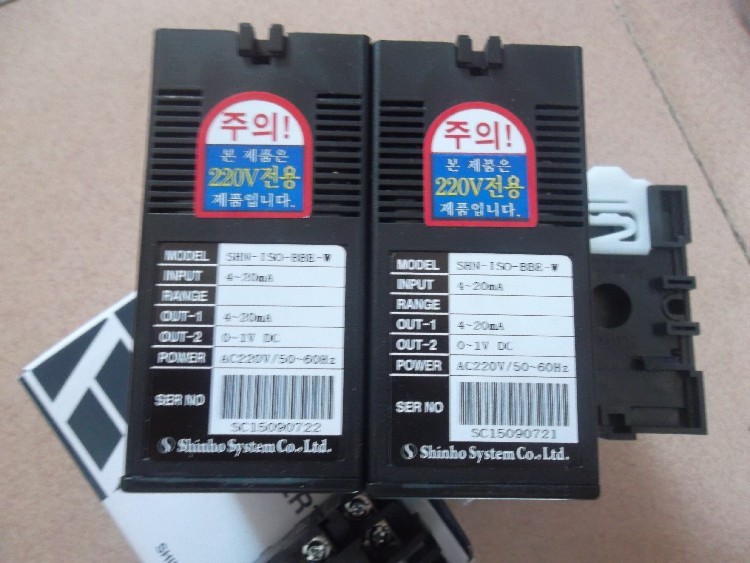 주의!
본 제품은
220V전용
제품입니다.
MODEL SHN-ISO-BBE-W
INPUT 4~20mA
RANGE
OUT-1 4~20mA
OUT-2 0~1V DC
POWER AC220V/50~60Hz
SER NO
SC15090722
Shinho System Co., Ltd.
주의!
본 제품은
220V전용
제품입니다.
MODEL SHN-ISO-BBE-W
INPUT 4~20mA
RANGE
OUT-1 4~20mA
OUT-2 0~1V DC
POWER AC220V/50~60Hz
SER NO
SC15090721
Shinho System Co., Ltd.